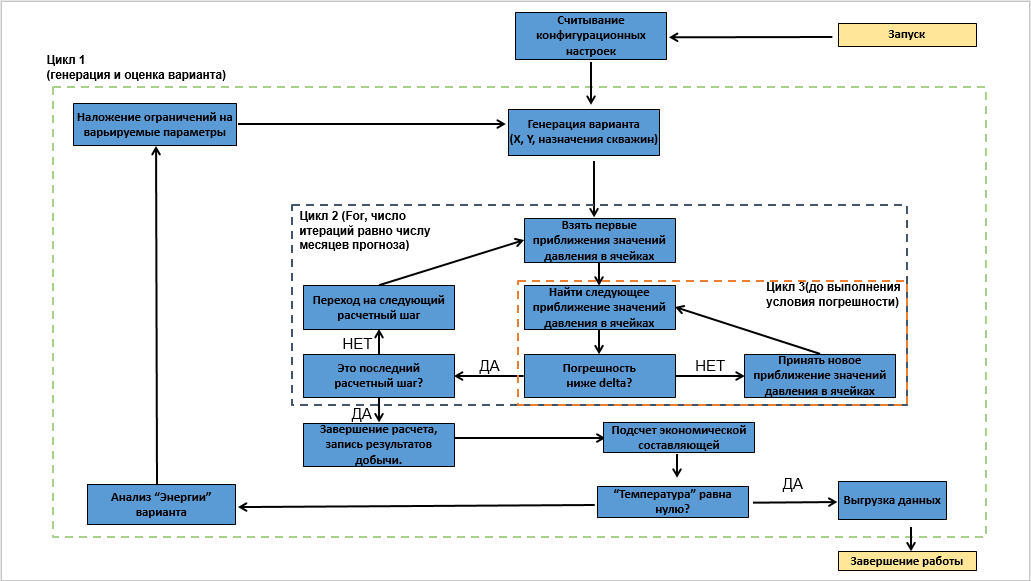 Считывание
конфигурационных
настроек
Запуск
Цикл 1
(генерация и оценка варианта)
Наложение ограничений на
варьируемые параметры
Генерация варианта
(X, Y, назначения скважин)
Цикл 2 (For, число
итераций равно числу
месяцев прогноза)
Взять первые
приближения значений
давления в ячейках
Цикл 3(до выполнения
условия погрешности)
Переход на следующий
расчетный шаг
Найти следующее
приближение значений
давления в ячейках
НЕТ
Это последний
расчетный шаг?
ДА
Погрешность
ниже delta?
НЕТ
Принять новое
приближение значений
давления в ячейках
ДА
Завершение расчета,
запись результатов
добычи.
Подсчет экономической
составляющей
Анализ “Энергии”
варианта
“Температура” равна
нулю?
ДА
Выгрузка данных
Завершение работы